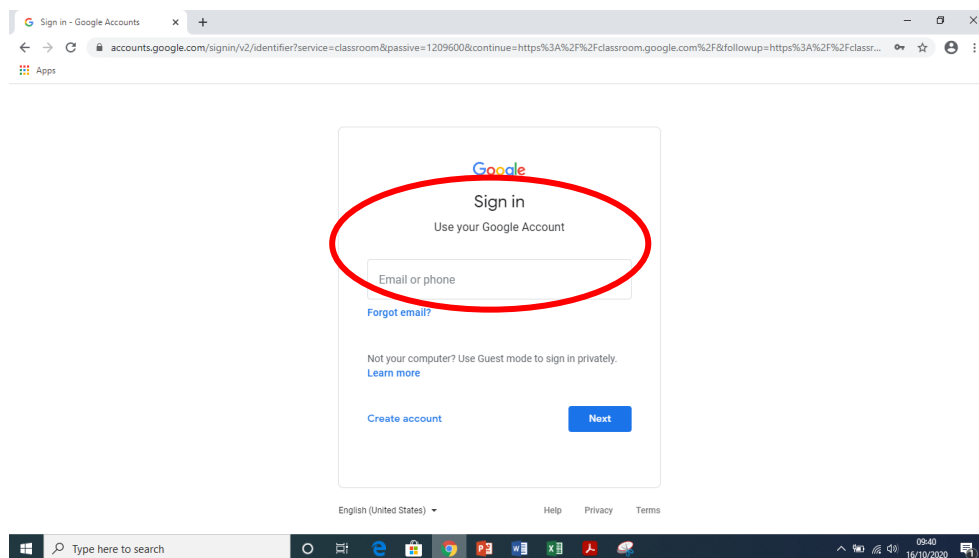 Sign in - Google Accounts
accounts.google.com/signin/v2/identifier?service=classroom&passive=1209600&continue=https%3A%2F%2Fclassroom.google.com%2F&followup=https%3A%2F%2Fclassr...
Apps
Google
Sign in
Use your Google Account
Email or phone
Forgot email?
Not your computer? Use Guest mode to sign in privately.
Learn more
Create account Next
English (United States) Help Privacy Terms
Type here to search
09:40
16/10/2020